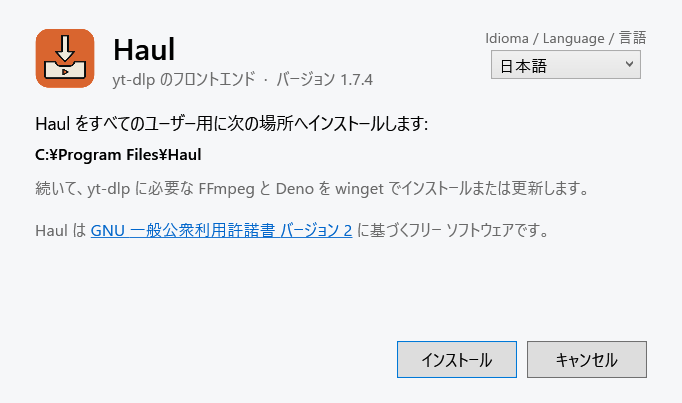 Haul
yt-dlp のフロントエンド · バージョン 1.7.4
Idioma / Language / 言語
日本語
Haul をすべてのユーザー用に次の場所へインストールします:
C:¥Program Files¥Haul
続いて、yt-dlp に必要な FFmpeg と Deno を winget でインストールまたは更新します。
Haul は GNU 一般公衆利用許諾書 バージョン 2 に基づくフリー ソフトウェアです。
インストール
キャンセル